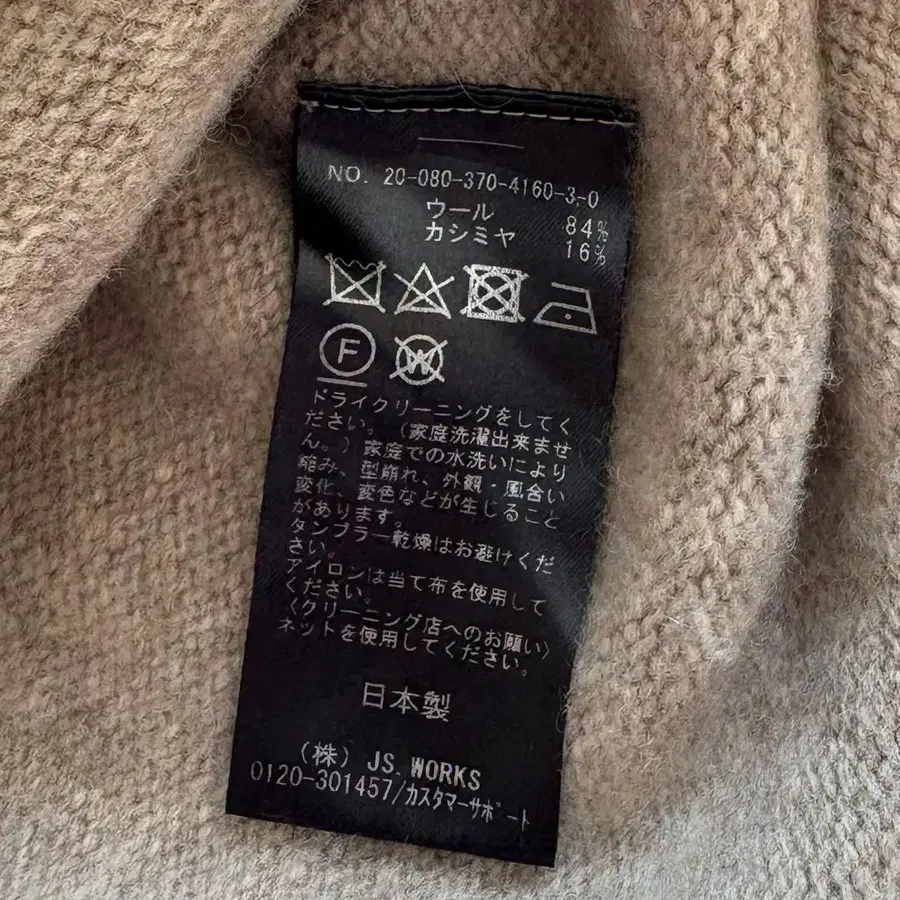 NO. 20-080-370-4160-3-0
ウール 84%
カシミヤ 16%
F W
ドライクリーニングをしてく
ださい。(家庭洗濯出来ませ
ん。)家庭での水洗いにより
縮み、型崩れ、外観・風合い
変化、変色などが生じること
があります。
タンブラー乾燥はお避けくだ
さい。
アイロンは当て布を使用して
ください。
〈クリーニング店へのお願い〉
ネットを使用してください。
日本製
(株) JS.WORKS
0120-301457/カスタマーサポート